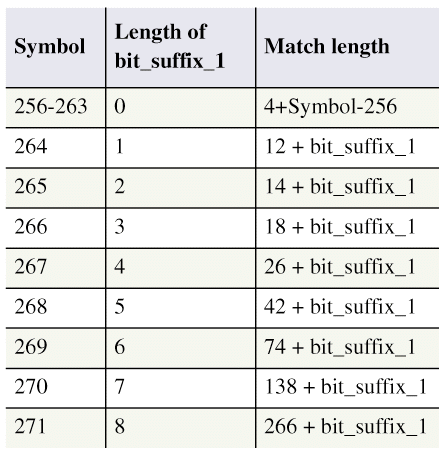 Symbol Length of bit_suffix_1 Match length
256-263 0 4+Symbol-256
264 1 12 + bit_suffix_1
265 2 14 + bit_suffix_1
266 3 18 + bit_suffix_1
267 4 26 + bit_suffix_1
268 5 42 + bit_suffix_1
269 6 74 + bit_suffix_1
270 7 138 + bit_suffix_1
271 8 266 + bit_suffix_1